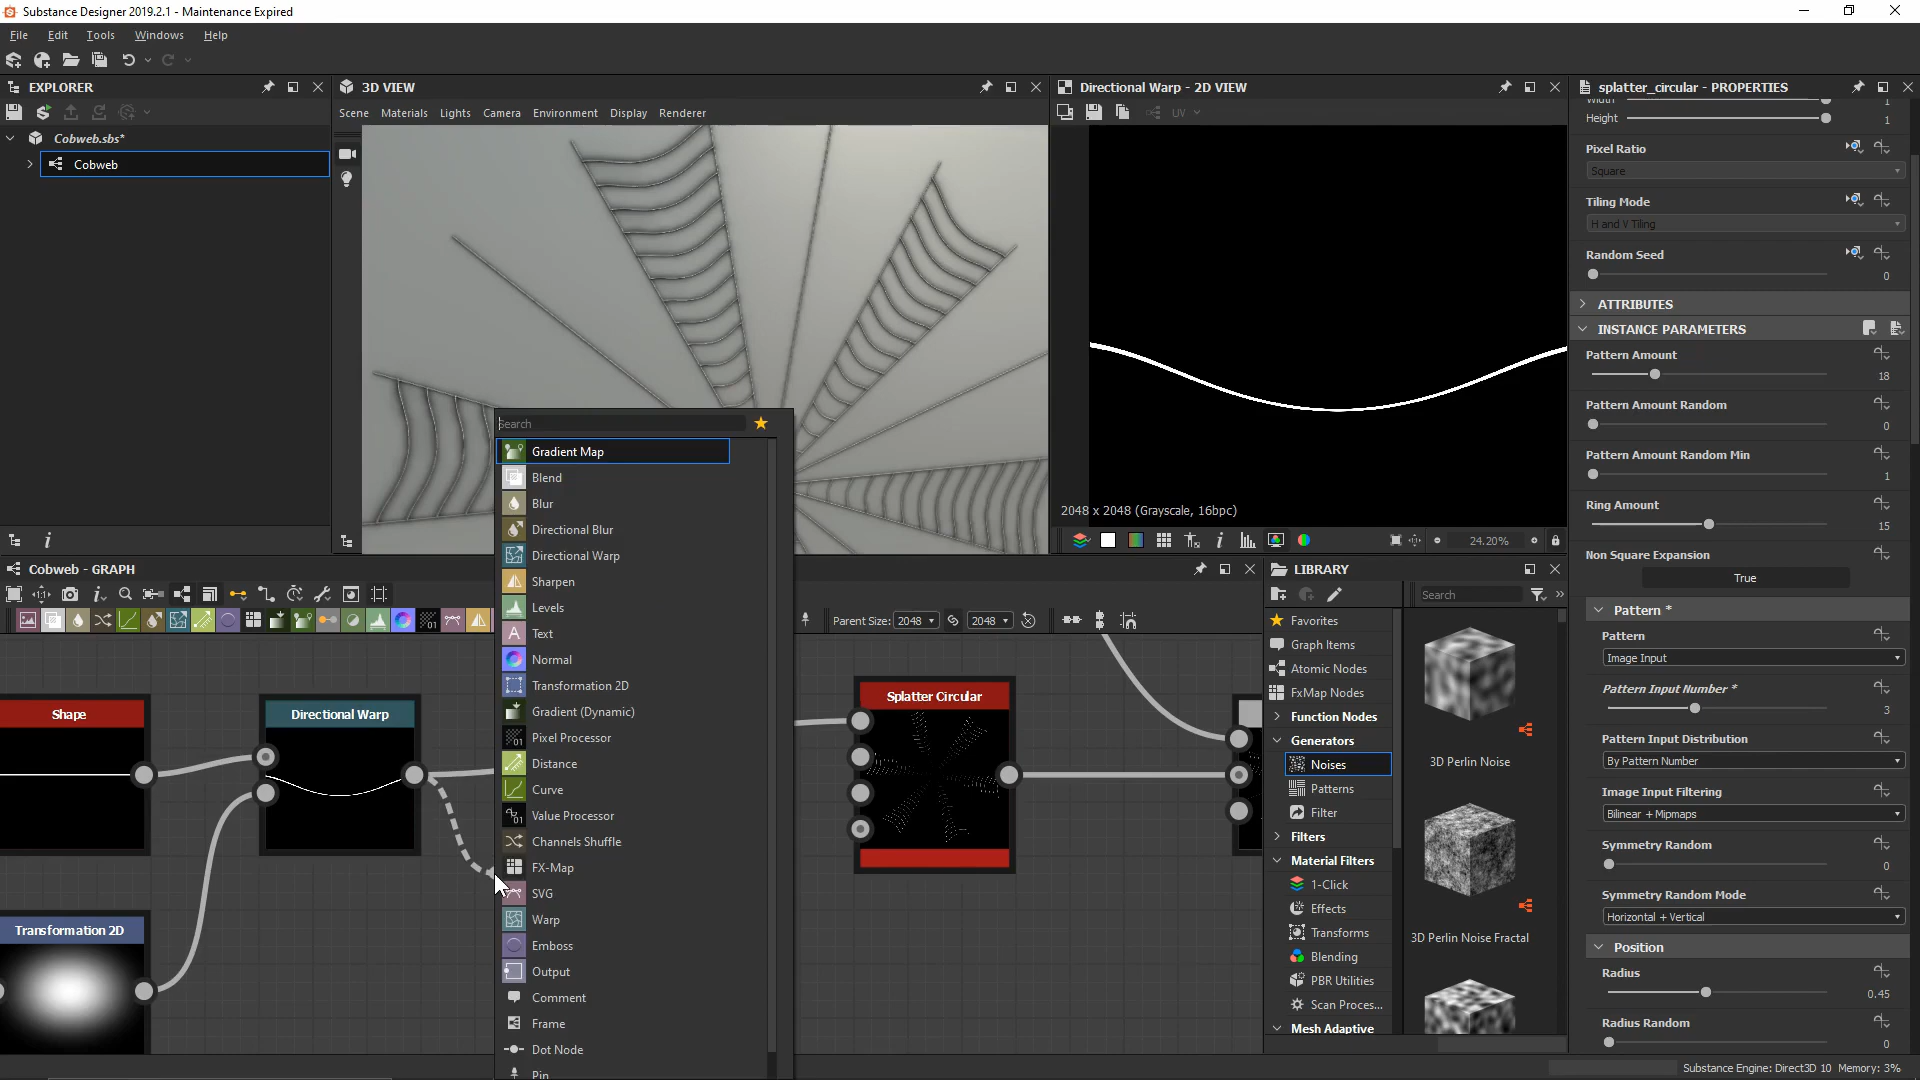 Substance Designer 2019.2.1 - Maintenance Expired
File Edit Tools Windows Help
EXPLORER
Cobweb.sbs*
Cobweb
3D VIEW
Scene Materials Lights Camera Environment Display Renderer
Directional Warp - 2D VIEW
UV
2048 x 2048 (Grayscale, 16bpc)
24.20%
splatter_circular - PROPERTIES
Width 1
Height 1
Pixel Ratio
Square
Tiling Mode
H and V Tiling
Random Seed
0
ATTRIBUTES
INSTANCE PARAMETERS
Pattern Amount
18
Pattern Amount Random
0
Pattern Amount Random Min
1
Ring Amount
15
Non Square Expansion
True
Pattern *
Pattern
Image Input
Pattern Input Number *
3
Pattern Input Distribution
By Pattern Number
Image Input Filtering
Bilinear + Mipmaps
Symmetry Random
0
Symmetry Random Mode
Horizontal + Vertical
Position
Radius
0.45
Radius Random
0
Cobweb - GRAPH
Parent Size: 2048 2048
Shape
Directional Warp
Transformation 2D
Splatter Circular
Search
Gradient Map
Blend
Blur
Directional Blur
Directional Warp
Sharpen
Levels
Text
Normal
Transformation 2D
Gradient (Dynamic)
Pixel Processor
Distance
Curve
Value Processor
Channels Shuffle
FX-Map
SVG
Warp
Emboss
Output
Comment
Frame
Dot Node
Pin
LIBRARY
Search
Favorites
Graph Items
Atomic Nodes
FxMap Nodes
Function Nodes
Generators
Noises
Patterns
Filter
Filters
Material Filters
1-Click
Effects
Transforms
Blending
PBR Utilities
Scan Proces...
Mesh Adaptive
3D Perlin Noise
3D Perlin Noise Fractal
Substance Engine: Direct3D 10 Memory: 3%